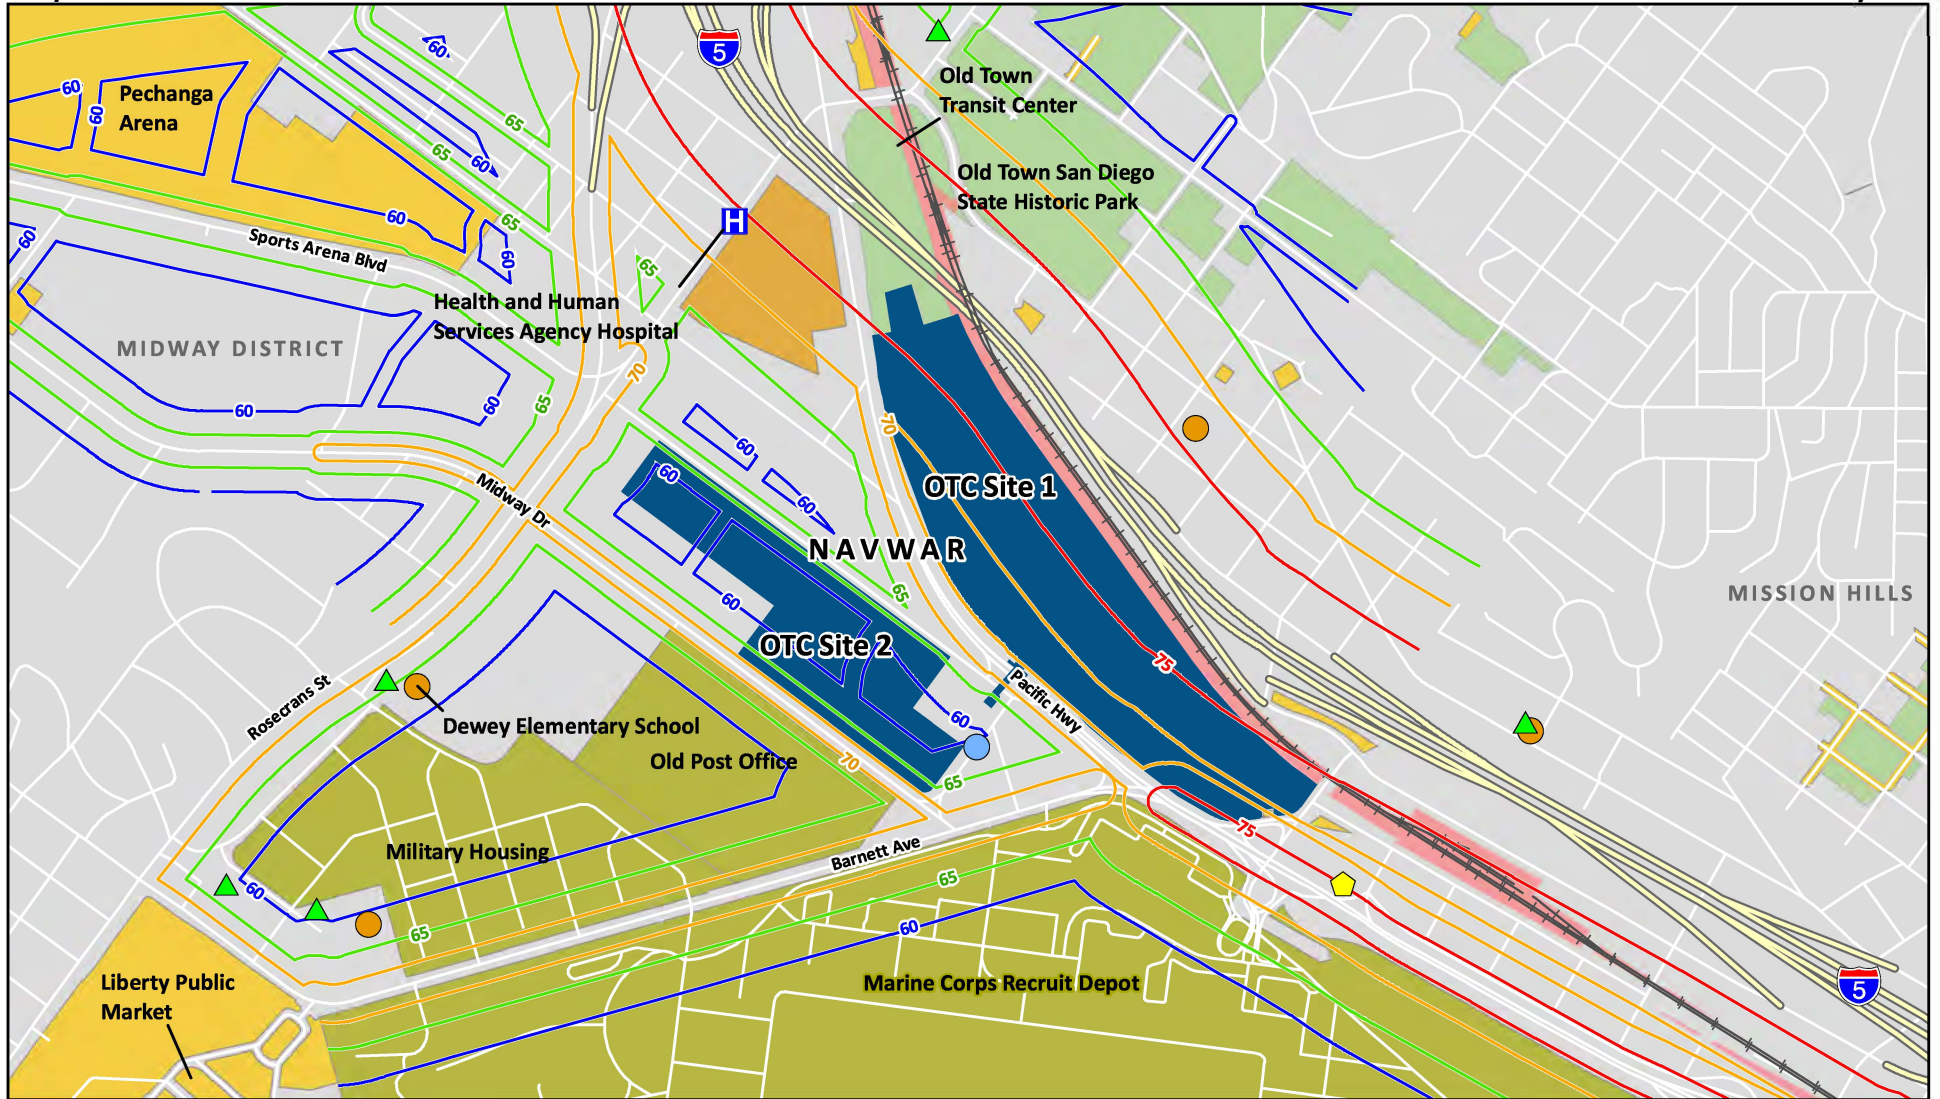 5
60
Old Town
Transit Center
60
Pechanga
Arena
60
65
65
60
Old Town San Diego
State Historic Park
60
65
H
Sports Arena Blvd
60
60
65
Health and Human
Services Agency Hospital
MIDWAY DISTRICT
70
60
60
65
70
60
60
OTC Site 1
60
Midway Dr
NAVWAR
65
60
MISSION HILLS
OTC Site 2
75
Rosecrans St
Pacific Hwy
Dewey Elementary School
60
Old Post Office
70
65
75
Military Housing
Barnett Ave
65
60
65
60
Liberty Public
Market
Marine Corps Recruit Depot
5